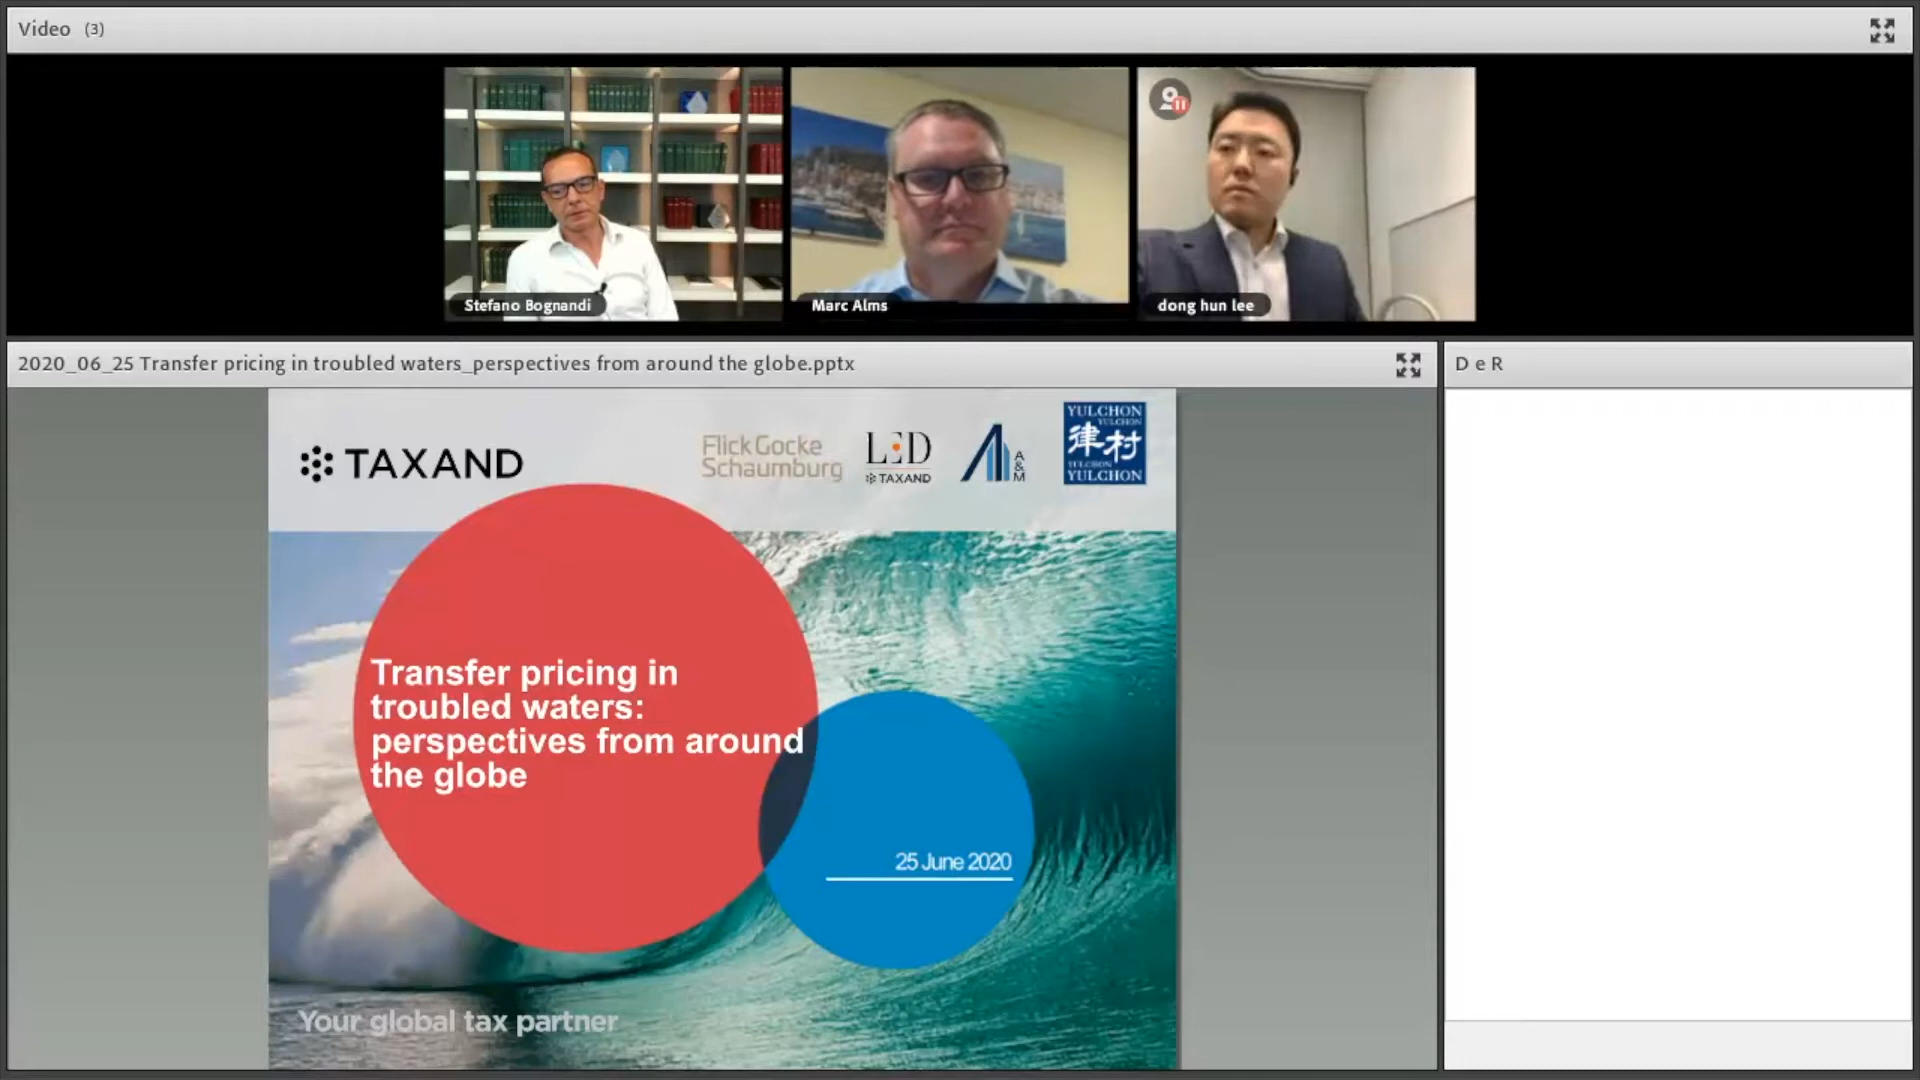 Video (3)
Stefano Bognandi
Marc Alms
dong hun lee
2020_06_25 Transfer pricing in troubled waters_perspectives from around the globe.pptx
D e R
TAXAND
Flick Gocke
Schaumburg
LED
TAXAND
A&M
YULCHON
YULCHON
律村
YULCHON
YULCHON
Transfer pricing in
troubled waters:
perspectives from around
the globe
25 June 2020
Your global tax partner